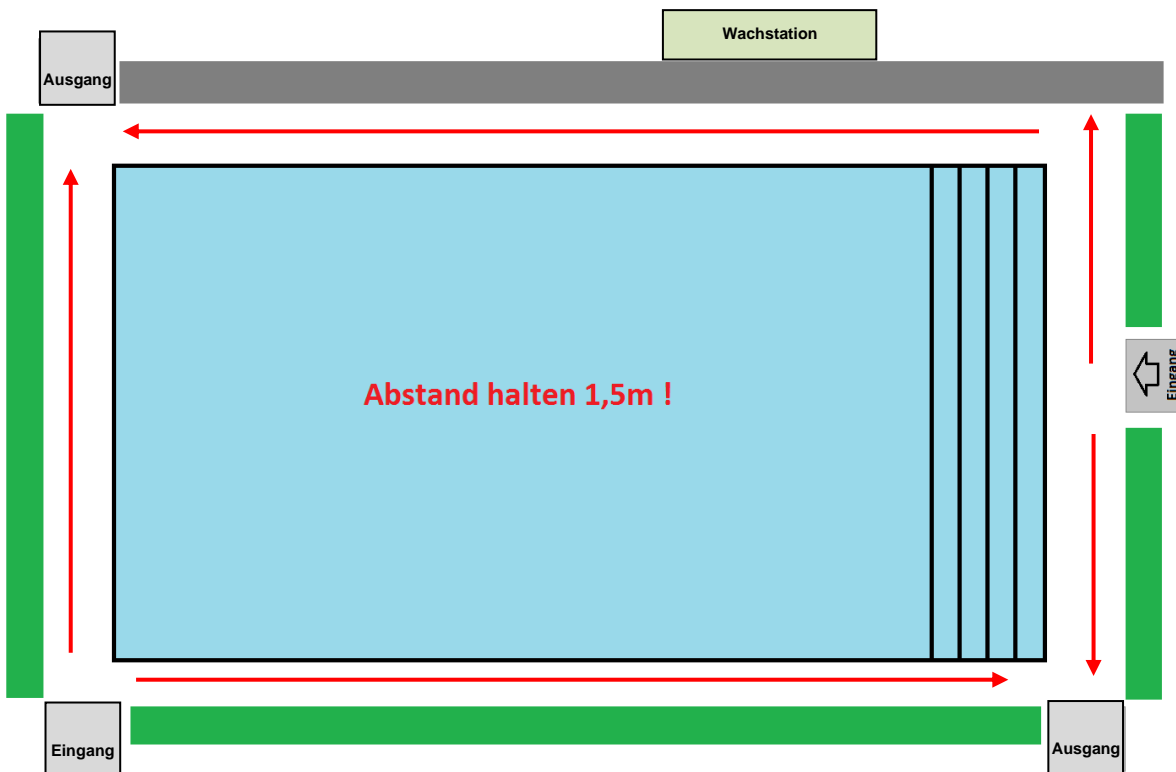 Wachstation
Ausgang
Eingang
Abstand halten 1,5m !
Eingang
Ausgang